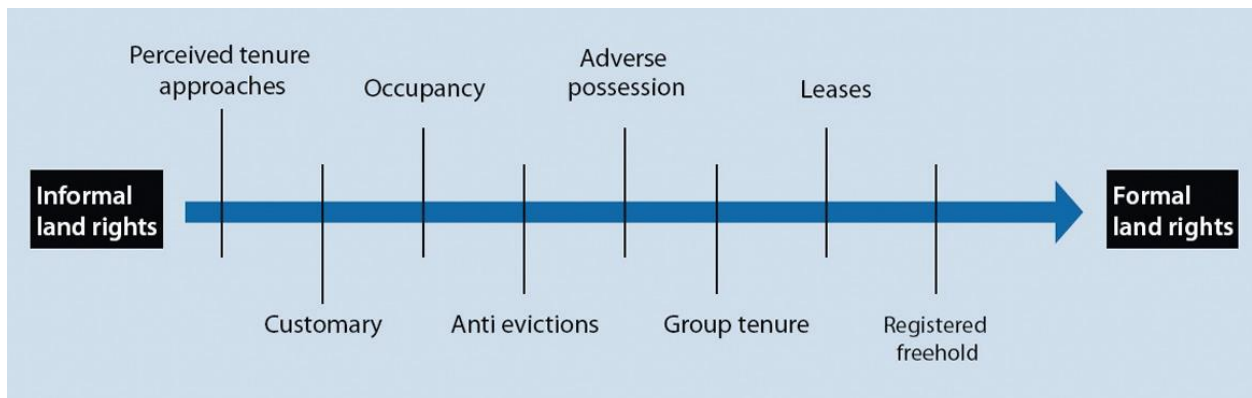 Perceived tenure
approaches
Occupancy
Adverse
possession
Leases
Informal
land rights
Formal
land rights
Customary
Anti evictions
Group tenure
Registered
freehold